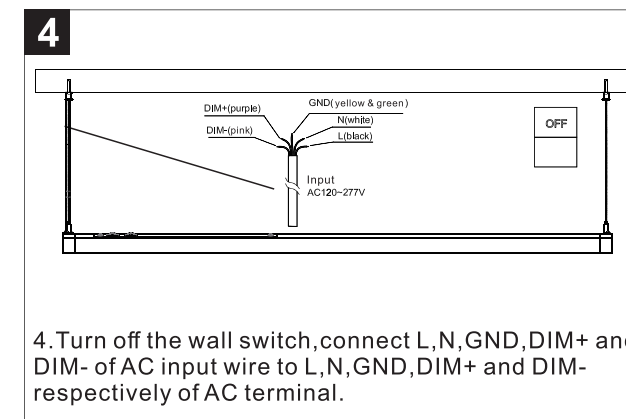 4
DIM+(purple)
GND(yellow & green)
N(white)
DIM-(pink)
L(black)
OFF
Input
AC120~277V
4.Turn off the wall switch,connect L,N,GND,DIM+ an
DIM- of AC input wire to L,N,GND,DIM+ and DIM-
respectively of AC terminal.